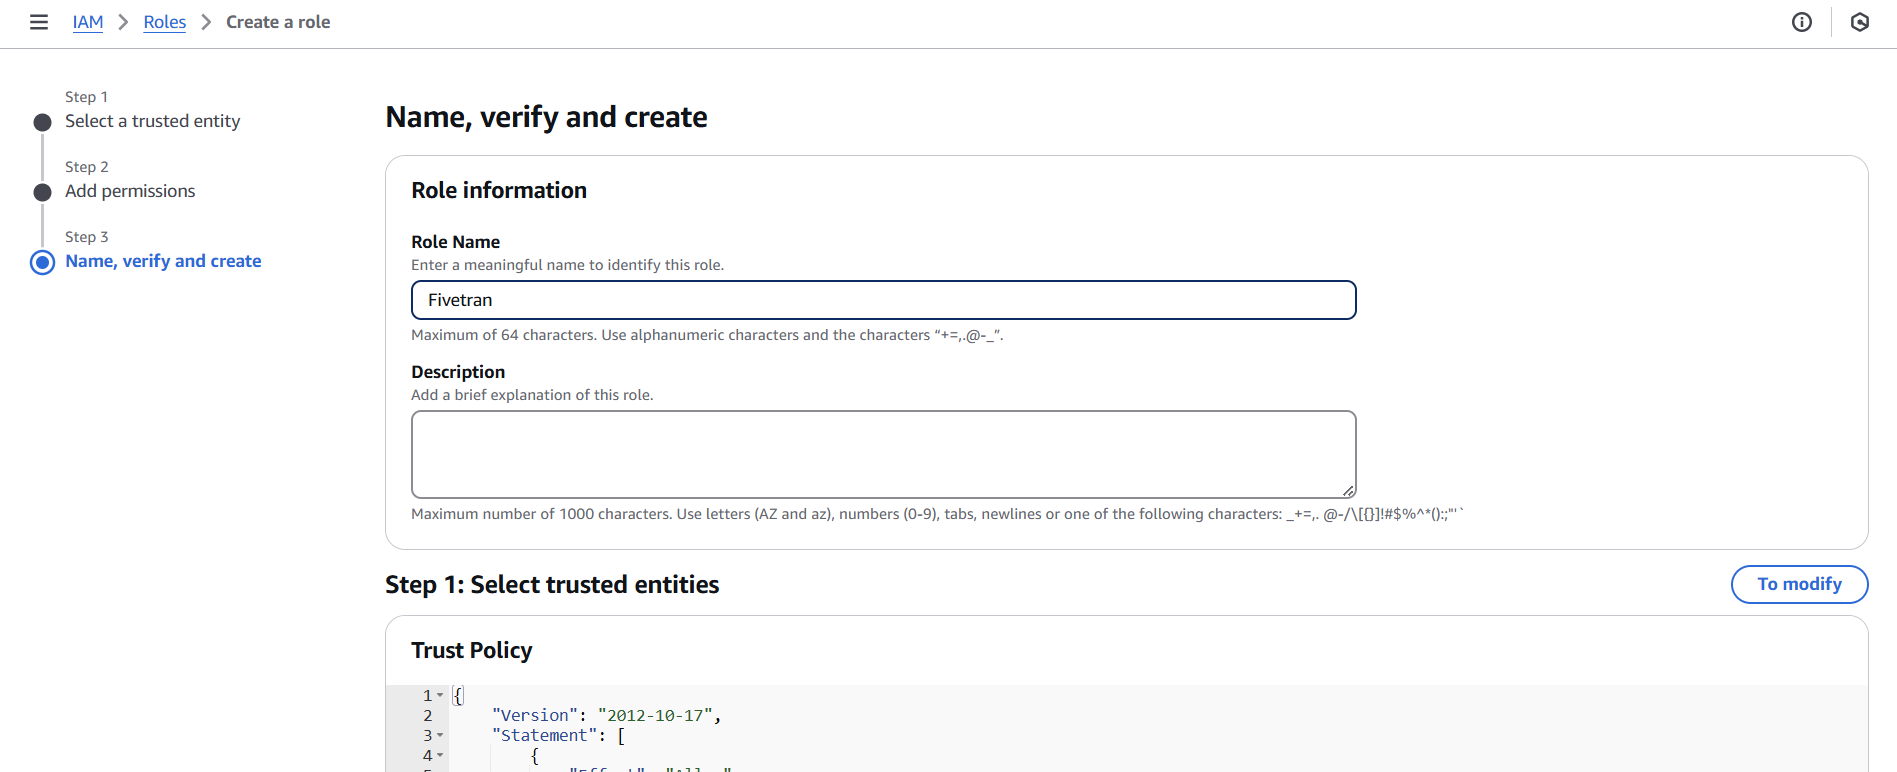 IAM > Roles > Create a role
Step 1
Select a trusted entity
Step 2
Add permissions
Step 3
Name, verify and create
Name, verify and create
Role information
Role Name
Enter a meaningful name to identify this role.
Fivetran
Maximum of 64 characters. Use alphanumeric characters and the characters “+=,.@-_”.
Description
Add a brief explanation of this role.
Maximum number of 1000 characters. Use letters (AZ and az), numbers (0-9), tabs, newlines or one of the following characters: _+=,. @-/\[{}]!#$%^*();:"'`
Step 1: Select trusted entities
To modify
Trust Policy
1 {
2 "Version": "2012-10-17",
3 "Statement": [
4 {